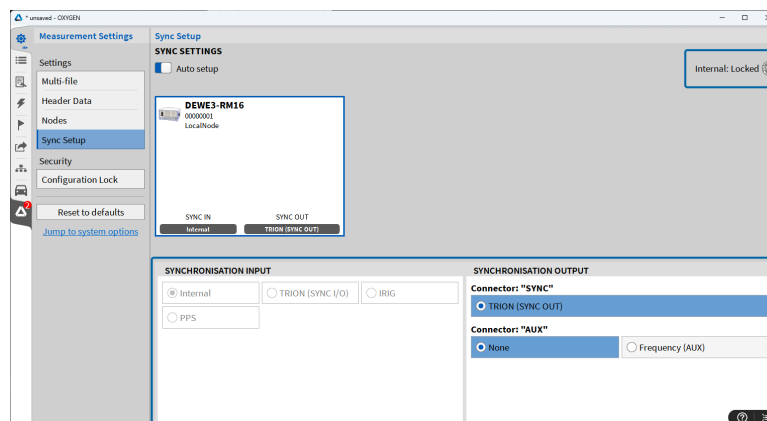 * unsaved - OXYGEN
Measurement Settings
Sync Setup
SYNC SETTINGS
Auto setup
Internal: Locked
Settings
Multi-file
Header Data
Nodes
Sync Setup
Security
Configuration Lock
Reset to defaults
Jump to system options
2
DEWE3-RM16
00000001
LocalNode
SYNC IN
SYNC OUT
Internal
TRION (SYNC OUT)
SYNCHRONISATION INPUT
Internal
TRION (SYNC I/O)
IRIG
PPS
SYNCHRONISATION OUTPUT
Connector: "SYNC"
TRION (SYNC OUT)
Connector: "AUX"
None
Frequency (AUX)